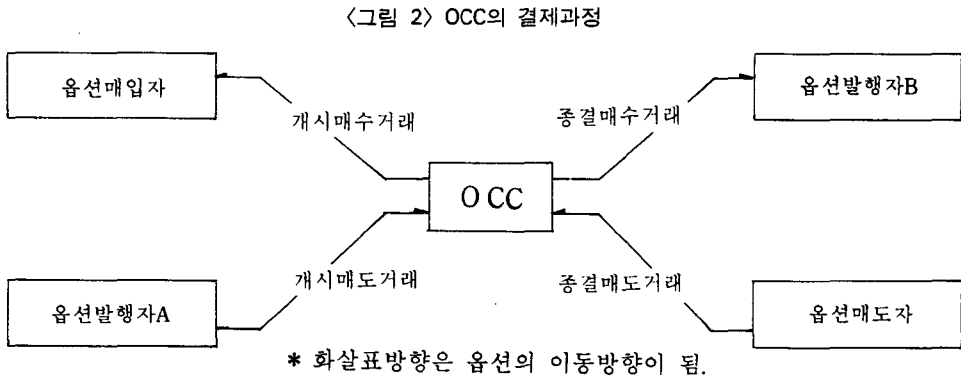 〈그림 2〉 OCC의 결제과정
옵션매입자
옵션발행자B
개시매수거래
종결매수거래
OCC
개시매도거래
종결매도거래
옵션발행자A
옵션매도자
* 화살표방향은 옵션의 이동방향이 됨.